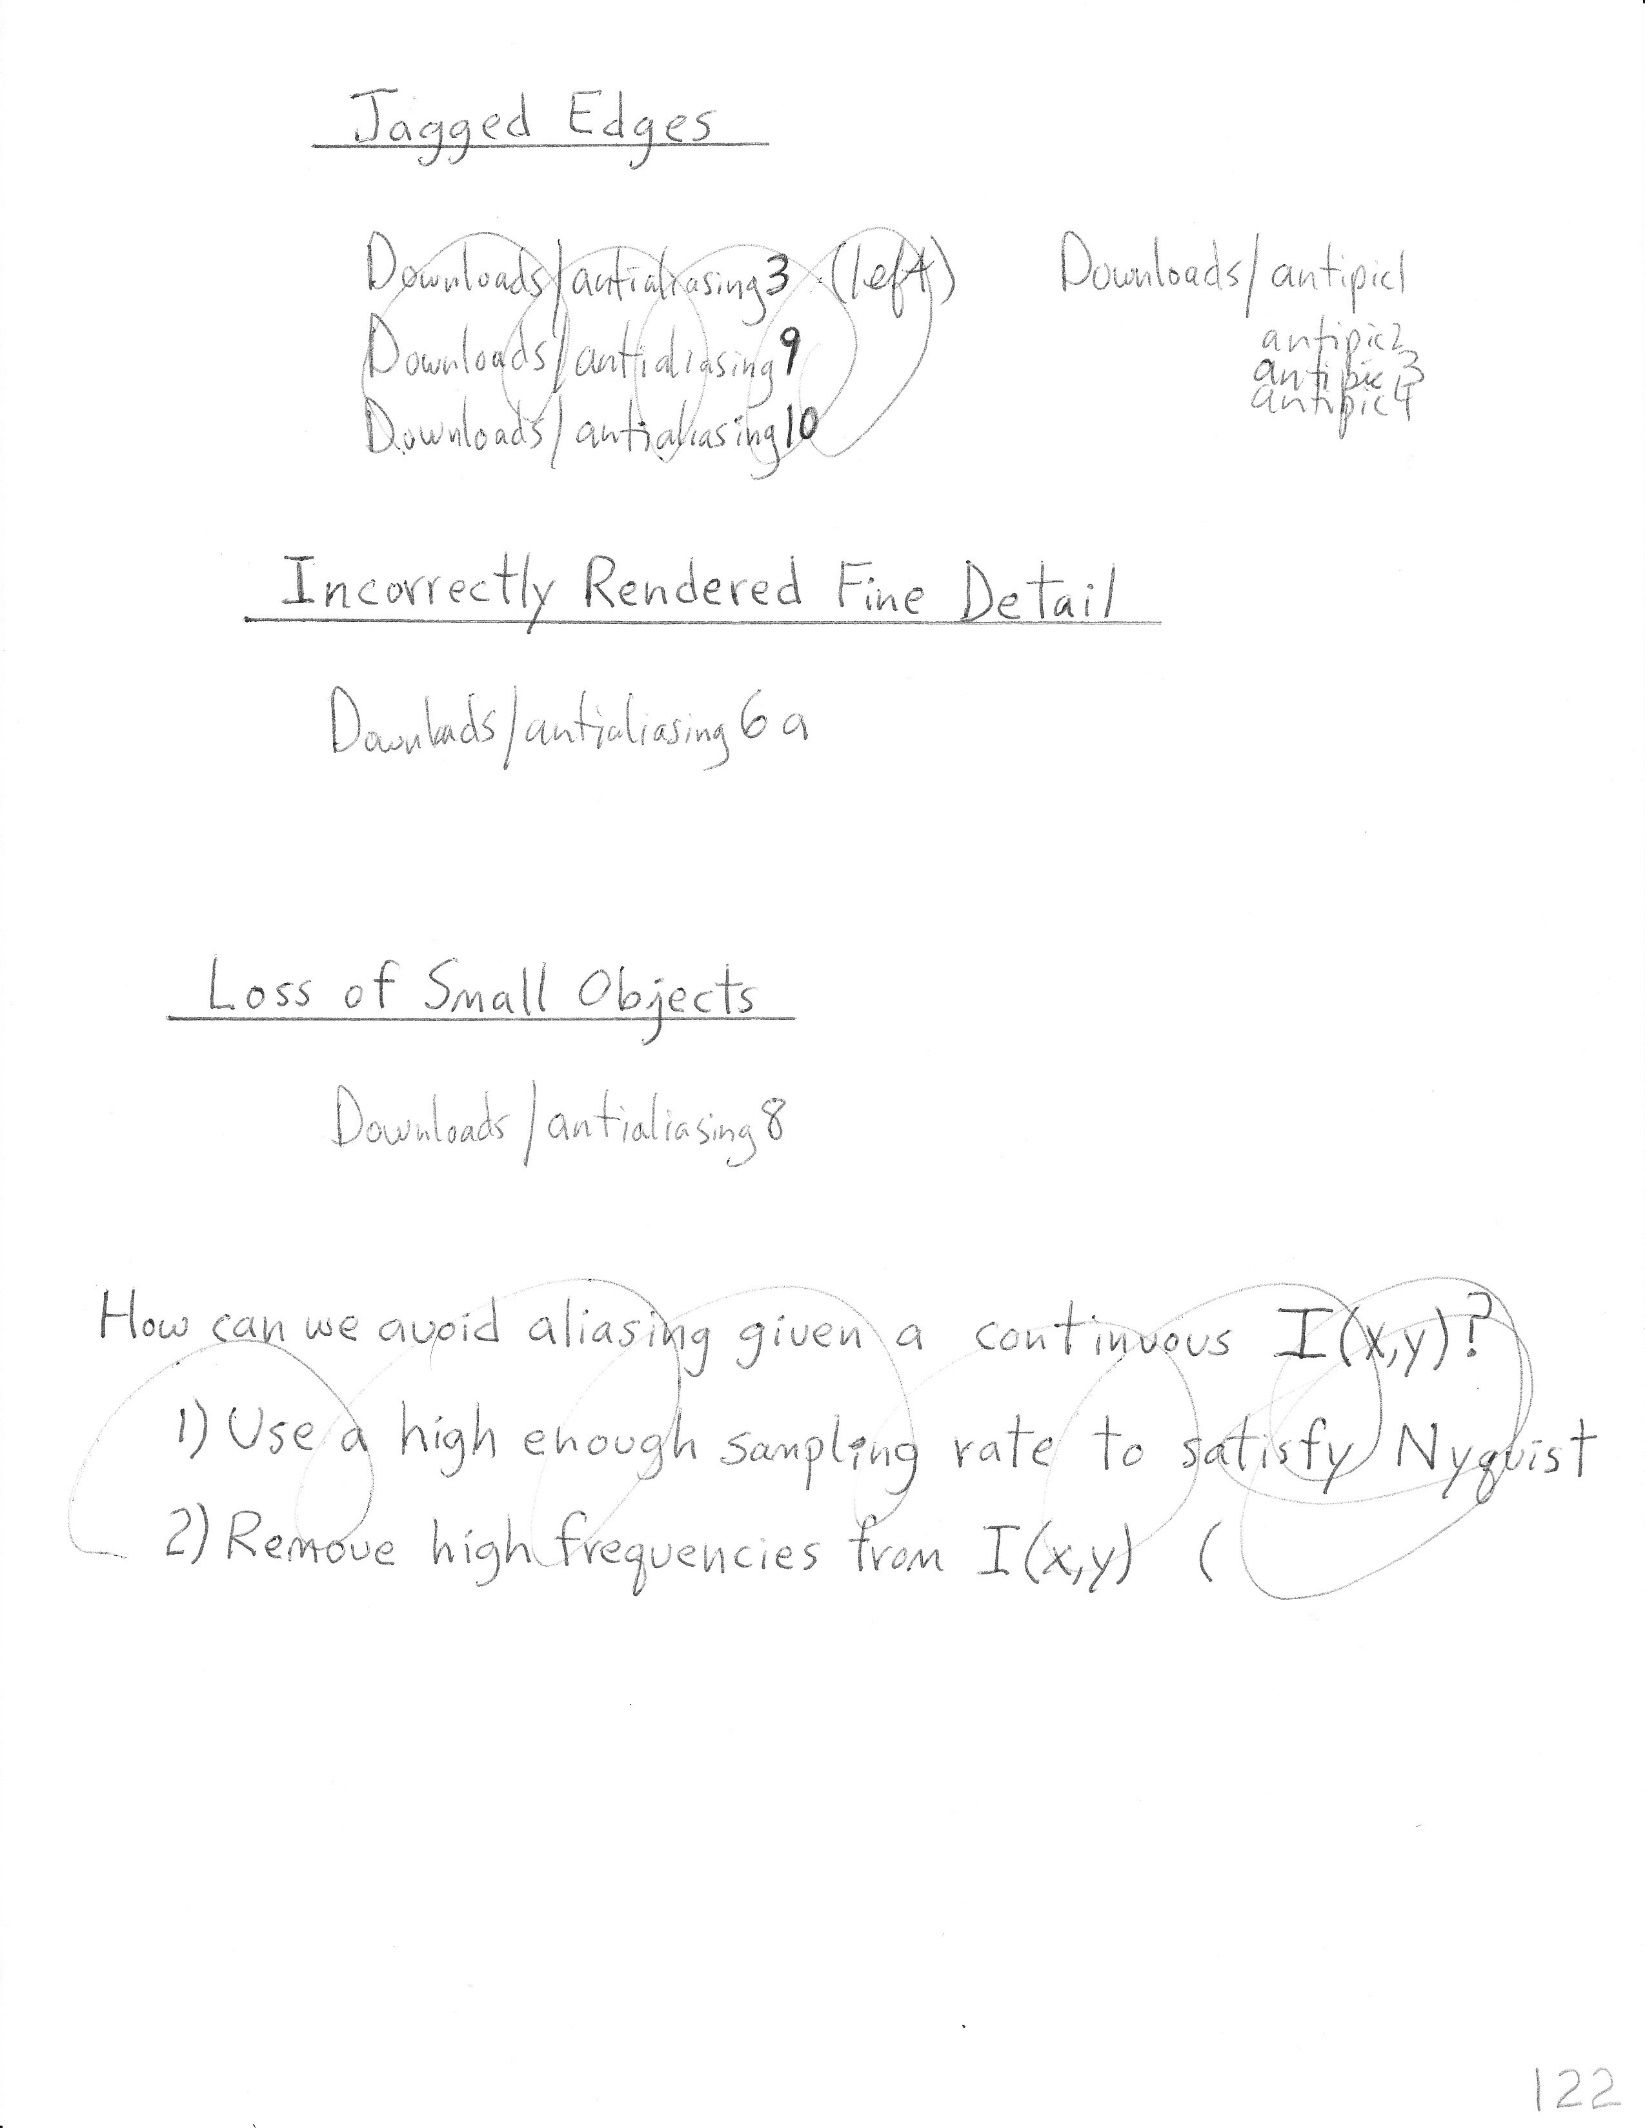 Jagged Edges
Downloads/antialiasing3 (left) Downloads/antipic1
antipic2
Downloads/antialiasing9
antipic3
antipic4
Downloads/antialiasing10
Incorrectly Rendered Fine Detail
Downloads/antialiasing6a
Loss of Small Objects
Downloads/antialiasing8
How can we avoid aliasing given a continuous I(x,y)?
1) Use a high enough sampling rate to satisfy Nyquist
2) Remove high frequencies from I(x,y) (
122